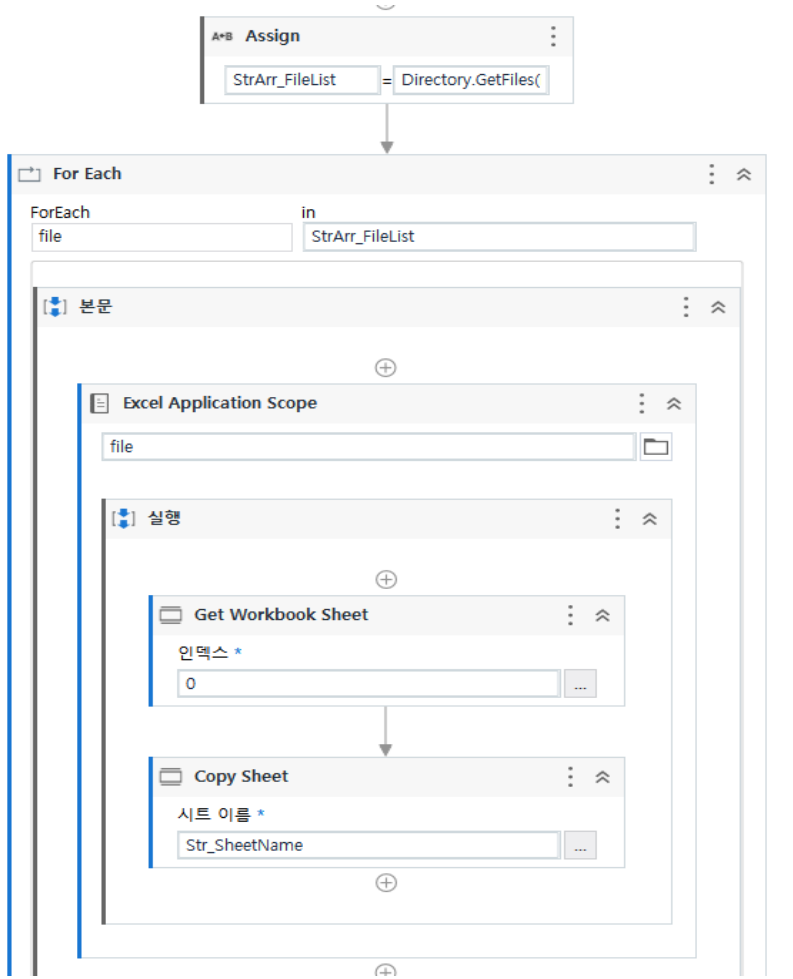 A+B Assign
StrArr_FileList = Directory.GetFiles(
For Each
ForEach in
file StrArr_FileList
본문
Excel Application Scope
file
실행
Get Workbook Sheet
인덱스 *
0 ...
Copy Sheet
시트 이름 *
Str_SheetName ...